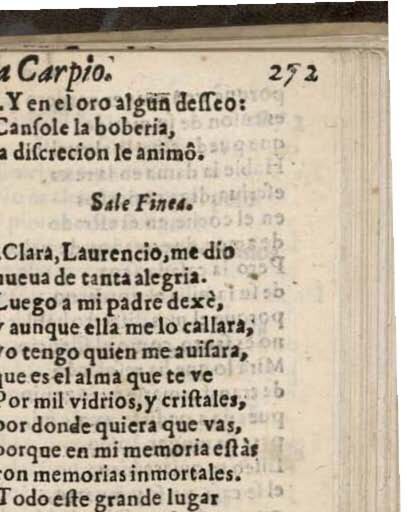 a Carpio. 252
. Y en el oro algun desseo:
Cansole la boberia,
a discrecion le animô.
Sale Finea.
.Clara, Laurencio, me dio
nueua de tanta alegria.
Luego a mi padre dexè,
y aunque ella me lo callara,
yo tengo quien me auisara,
que es el alma que te ve
Por mil vidrios, y cristales,
por donde quiera que vas,
porque en mi memoria estàs
con memorias inmortales.
Todo este grande lugar